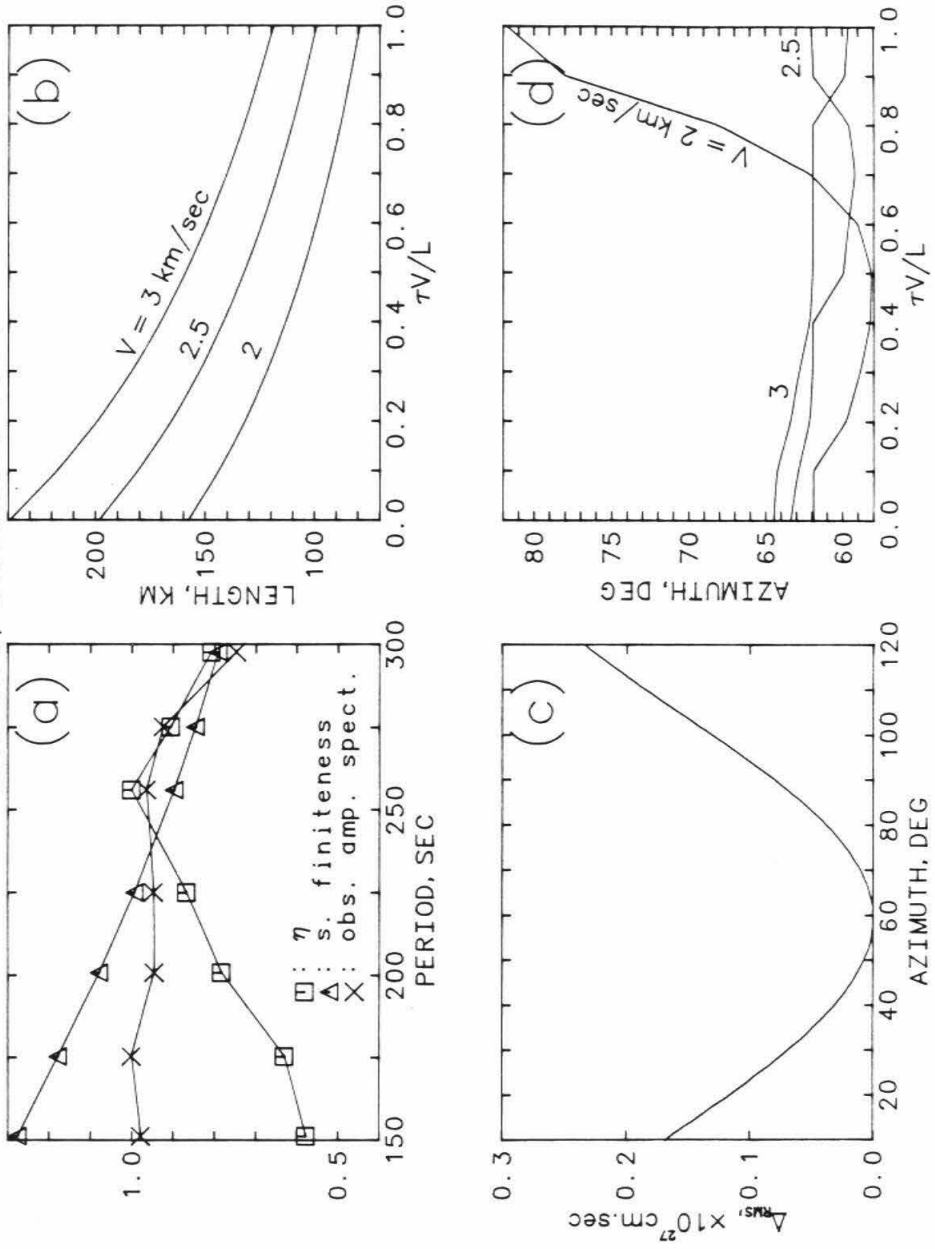 (a)
1.0
0.5
150
200
250
300
PERIOD, SEC
□: η
△: s. finiteness
×: obs. amp. spect.
(b)
LENGTH, KM
200
150
100
V = 3 km/sec
2.5
2
0.0
0.2
0.4
0.6
0.8
1.0
τV/L
(c)
Δ_RMS, ×10^27 cm.sec
0.3
0.2
0.1
0.0
20
40
60
80
100
120
AZIMUTH, DEG
(d)
AZIMUTH, DEG
80
75
70
65
60
V = 2 km/sec
2.5
3
0.0
0.2
0.4
0.6
0.8
1.0
τV/L